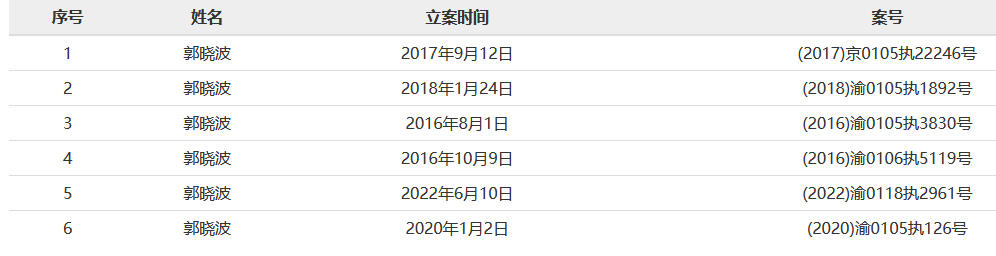 序号 姓名 立案时间 案号
1 郭晓波 2017年9月12日 (2017)京0105执22246号
2 郭晓波 2018年1月24日 (2018)渝0105执1892号
3 郭晓波 2016年8月1日 (2016)渝0105执3830号
4 郭晓波 2016年10月9日 (2016)渝0106执5119号
5 郭晓波 2022年6月10日 (2022)渝0118执2961号
6 郭晓波 2020年1月2日 (2020)渝0105执126号